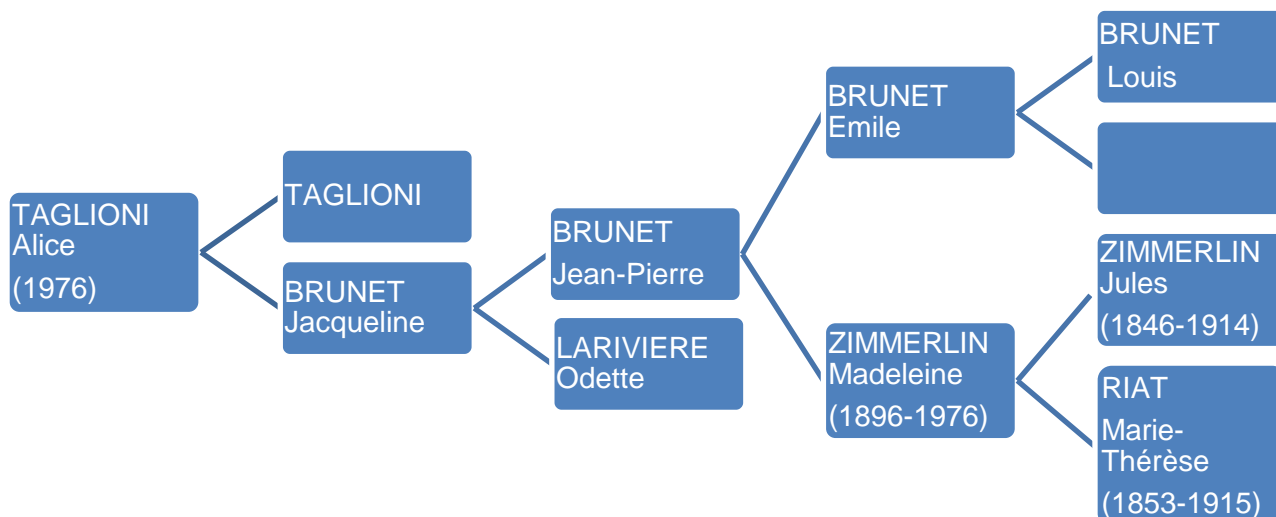 TAGLIONI
Alice
(1976)
TAGLIONI
BRUNET
Jacqueline
BRUNET
Jean-Pierre
LARIVIERE
Odette
BRUNET
Emile
ZIMMERLIN
Madeleine
(1896-1976)
BRUNET
Louis
ZIMMERLIN
Jules
(1846-1914)
RIAT
Marie-
Thérèse
(1853-1915)